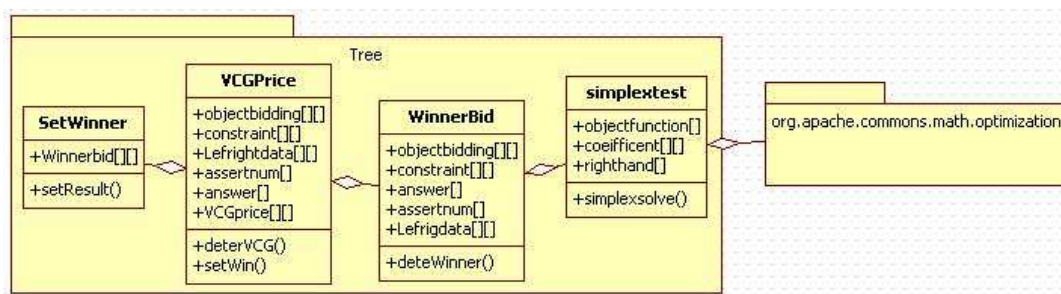 Tree
SetWinner
+Winnerbid[][]
+setResult()
VCGPrice
+objectbidding[][]
+constraint[][]
+Lefrightdata[][]
+assertnum[]
+answer[]
+VCGprice[][]
+deterVCG()
+setWin()
WinnerBid
+objectbidding[][]
+constraint[][]
+answer[]
+assertnum[]
+Lefrigdata[][]
+deteWinner()
simplextest
+objectfunction[]
+coeifficent[][]
+righthand[]
+simplexsolve()
org.apache.commons.math.optimization